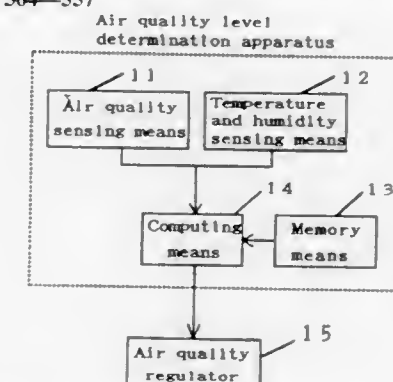 Air quality level
determination apparatus
11
12
Air quality
sensing means
Temperature
and humidity
sensing means
14
13
Computing
means
Memory
means
15
Air quality
regulator